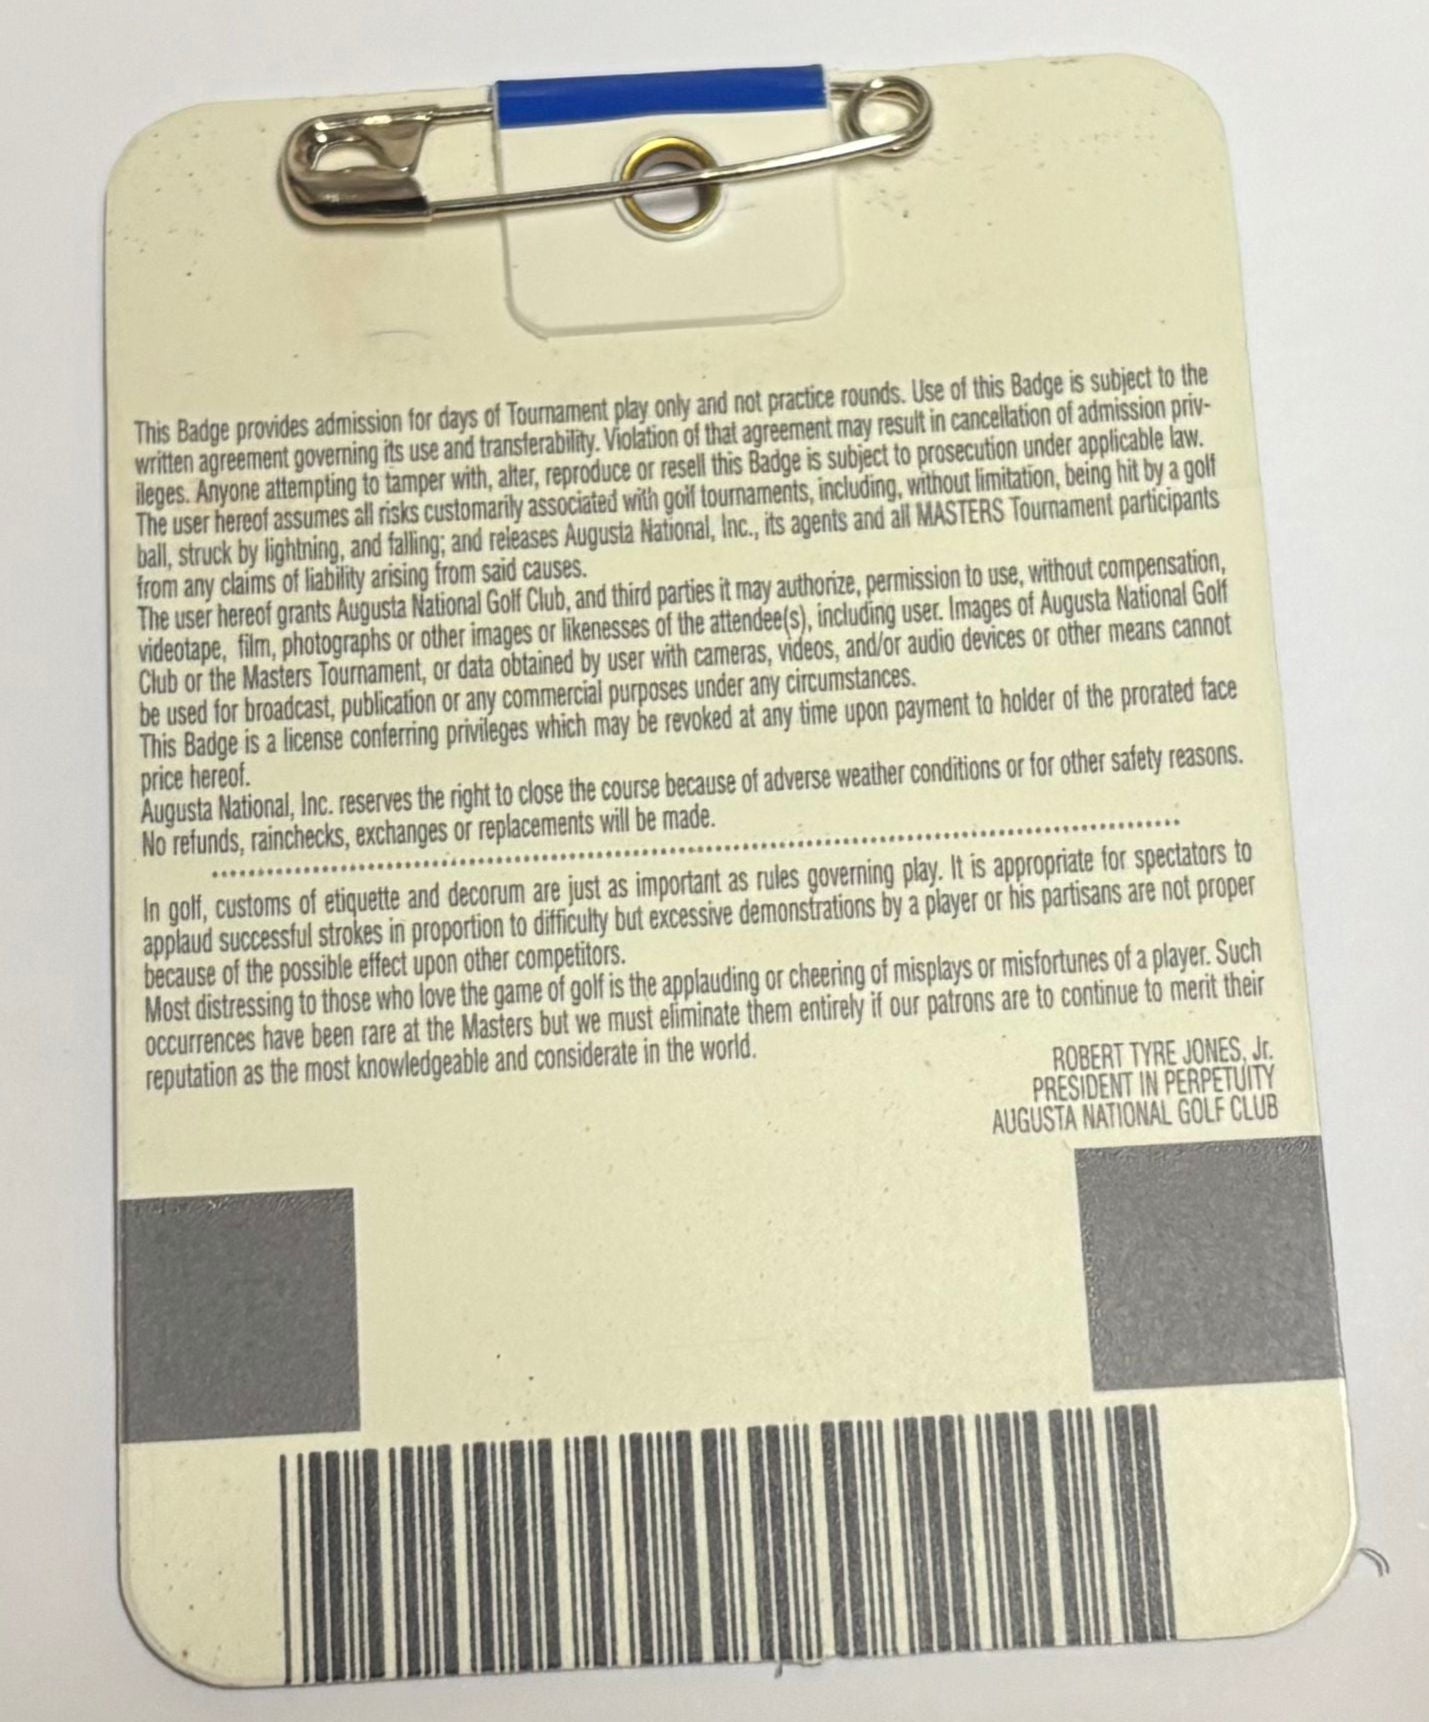 This Badge provides admission for days of Tournament play only and not practice rounds. Use of this Badge is subject to the
written agreement governing its use and transferability. Violation of that agreement may result in cancellation of admission priv-
ileges. Anyone attempting to tamper with, alter, reproduce or resell this Badge is subject to prosecution under applicable law.
The user hereof assumes all risks customarily associated with golf tournaments, including, without limitation, being hit by a golf
ball, struck by lightning, and falling; and releases Augusta National, Inc., its agents and all MASTERS Tournament participants
from any claims of liability arising from said causes.
The user hereof grants Augusta National Golf Club, and third parties it may authorize, permission to use, without compensation,
videotape, film, photographs or other images or likenesses of the attendee(s), including user. Images of Augusta National Golf
Club or the Masters Tournament, or data obtained by user with cameras, videos, and/or audio devices or other means cannot
be used for broadcast, publication or any commercial purposes under any circumstances.
This Badge is a license conferring privileges which may be revoked at any time upon payment to holder of the prorated face
price hereof.
Augusta National, Inc. reserves the right to close the course because of adverse weather conditions or for other safety reasons.
No refunds, rainchecks, exchanges or replacements will be made.
In golf, customs of etiquette and decorum are just as important as rules governing play. It is appropriate for spectators to
applaud successful strokes in proportion to difficulty but excessive demonstrations by a player or his partisans are not proper
because of the possible effect upon other competitors.
Most distressing to those who love the game of golf is the applauding or cheering of misplays or misfortunes of a player. Such
occurrences have been rare at the Masters but we must eliminate them entirely if our patrons are to continue to merit their
reputation as the most knowledgeable and considerate in the world.
ROBERT TYRE JONES, Jr.
PRESIDENT IN PERPETUITY
AUGUSTA NATIONAL GOLF CLUB